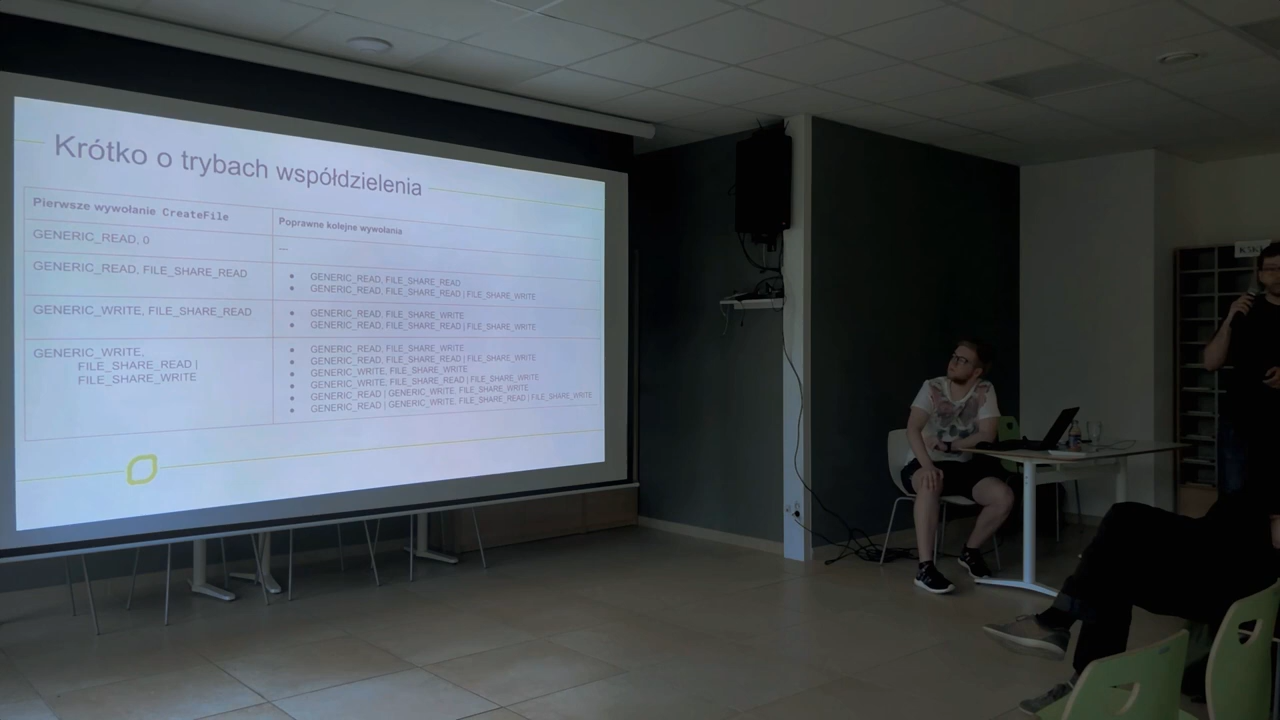 Krótko o trybach współdzielenia
Pierwsze wywołanie CreateFile
Poprawne kolejne wywołania
GENERIC_READ, 0
---
GENERIC_READ, FILE_SHARE_READ
GENERIC_READ, FILE_SHARE_READ
GENERIC_READ, FILE_SHARE_READ | FILE_SHARE_WRITE
GENERIC_WRITE, FILE_SHARE_READ
GENERIC_READ, FILE_SHARE_WRITE
GENERIC_READ, FILE_SHARE_READ | FILE_SHARE_WRITE
GENERIC_WRITE,
FILE_SHARE_READ |
FILE_SHARE_WRITE
GENERIC_READ, FILE_SHARE_WRITE
GENERIC_READ, FILE_SHARE_READ | FILE_SHARE_WRITE
GENERIC_WRITE, FILE_SHARE_WRITE
GENERIC_WRITE, FILE_SHARE_READ | FILE_SHARE_WRITE
GENERIC_READ | GENERIC_WRITE, FILE_SHARE_WRITE
GENERIC_READ | GENERIC_WRITE, FILE_SHARE_READ | FILE_SHARE_WRITE